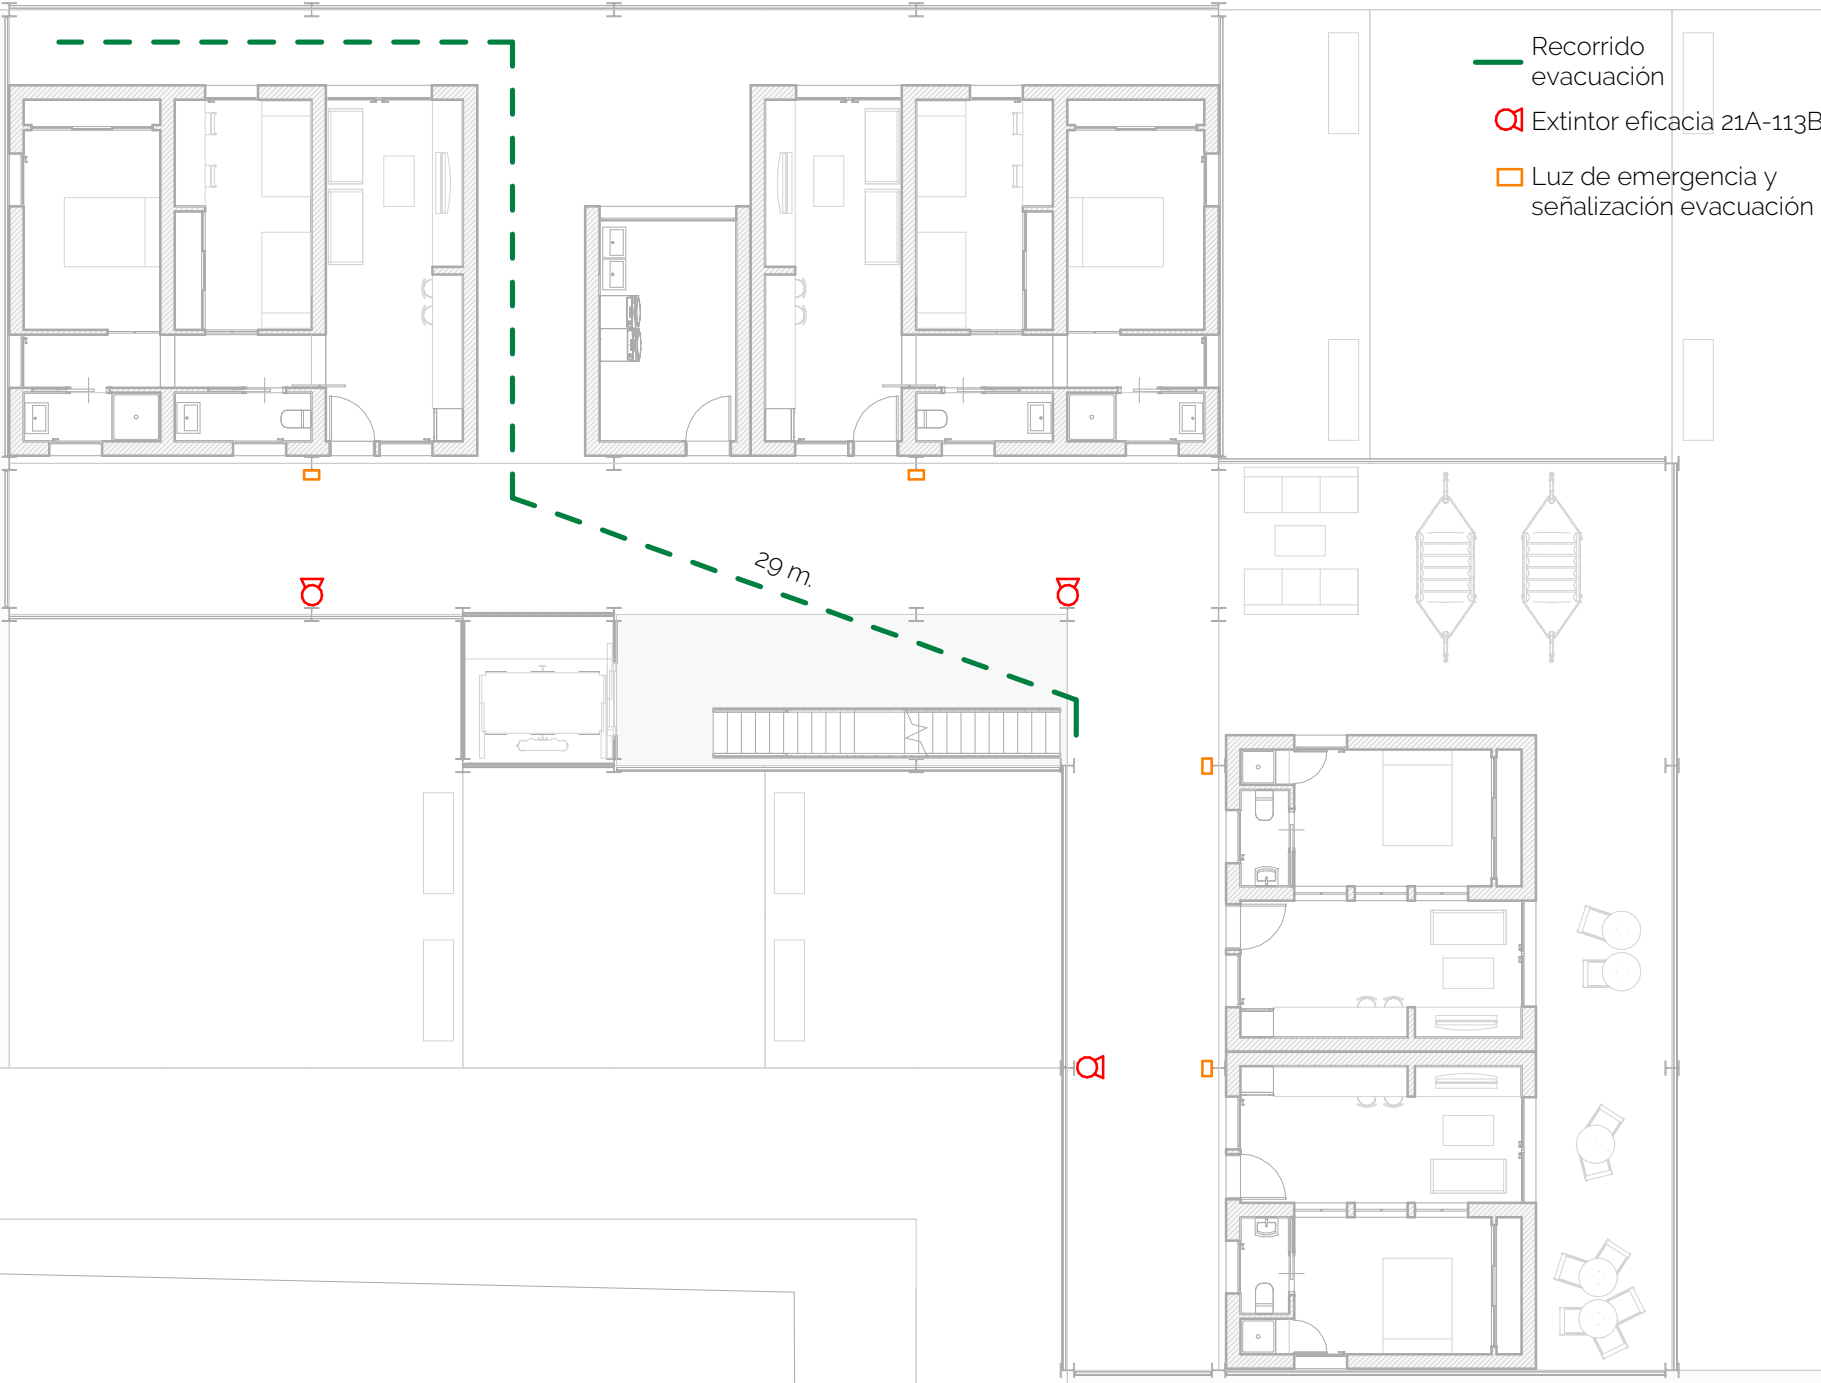 Recorrido
evacuación
Extintor eficacia 21A-113B
Luz de emergencia y
señalización evacuación
29 m.